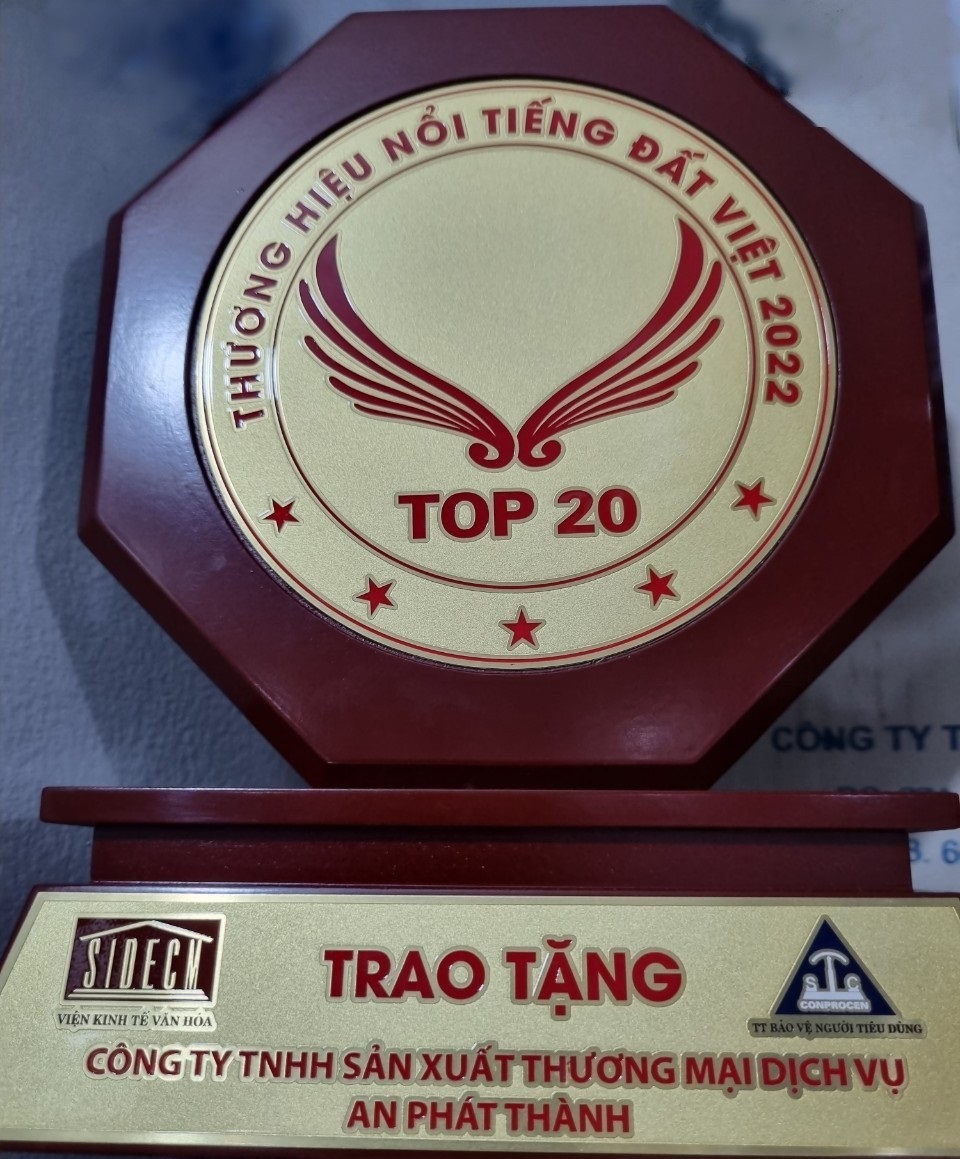 THƯƠNG HIỆU NỔI TIẾNG ĐẤT VIỆT 2022
TOP 20
CÔNG TY
SIDECM
VIỆN KINH TẾ VĂN HÓA
TRAO TẶNG
STC
CONPROCEN
TT BẢO VỆ NGƯỜI TIÊU DÙNG
CÔNG TY TNHH SẢN XUẤT THƯƠNG MẠI DỊCH VỤ
AN PHÁT THÀNH